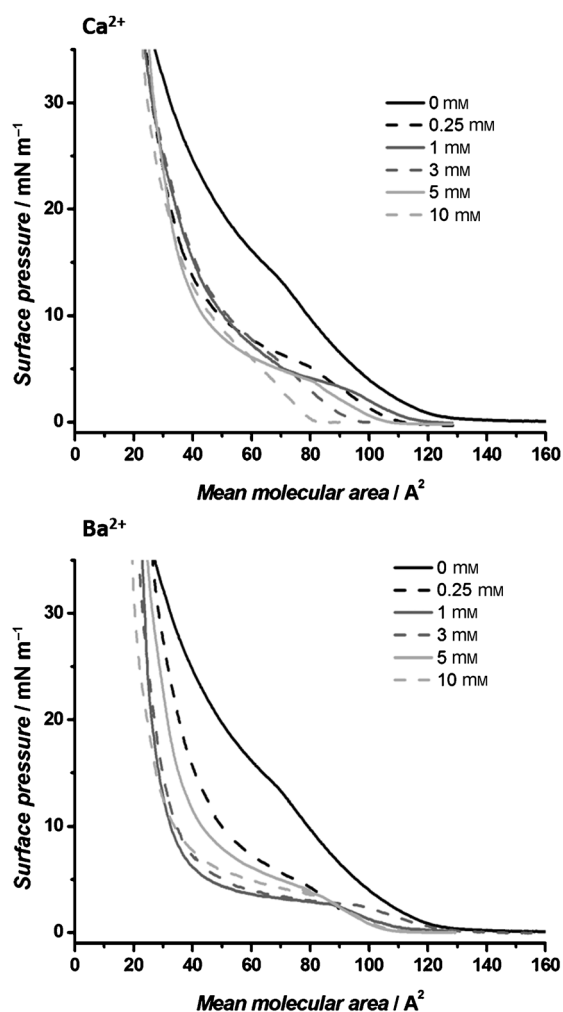 Ca²⁺
Surface pressure / mN m⁻¹
30
20
10
0
0 mM
0.25 mM
1 mM
3 mM
5 mM
10 mM
0 20 40 60 80 100 120 140 160
Mean molecular area / A²
Ba²⁺
Surface pressure / mN m⁻¹
30
20
10
0
0 mM
0.25 mM
1 mM
3 mM
5 mM
10 mM
0 20 40 60 80 100 120 140 160
Mean molecular area / A²